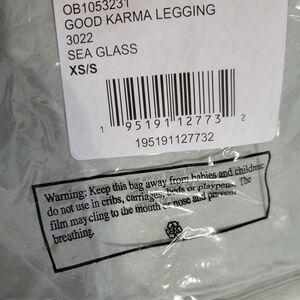 OB1053231
GOOD KARMA LEGGING
3022
SEA GLASS
XS/S
1 95191 12773 2
195191127732
Warning: Keep this bag away from babies and children:
do not use in cribs, carriages, beds or playpens. The
film may cling to the mouth or nose and prevent
breathing.